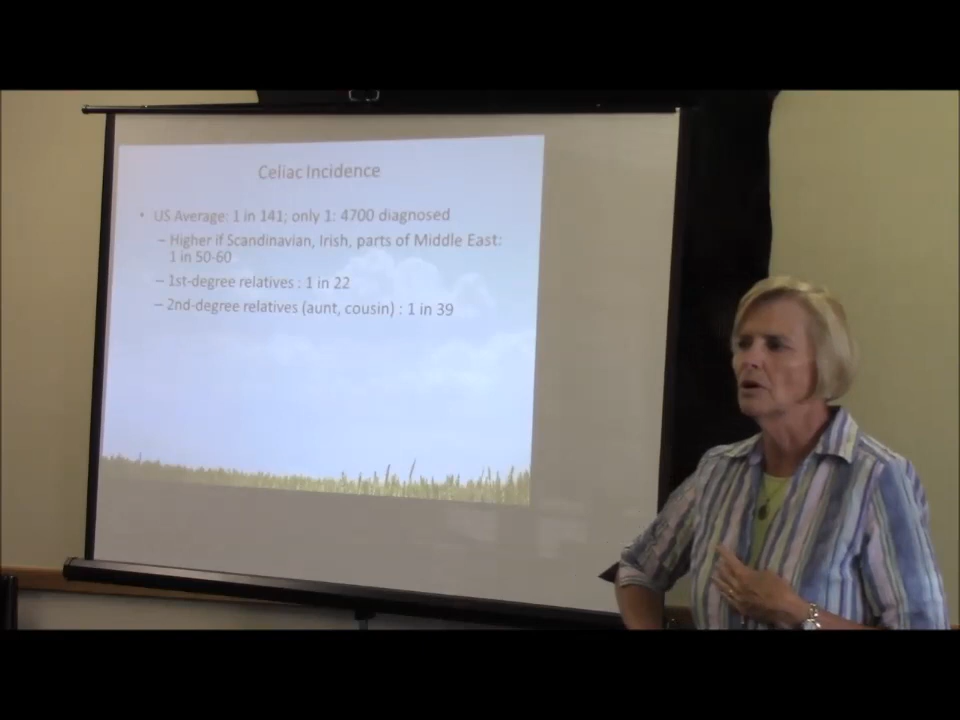 Celiac Incidence
• US Average: 1 in 141; only 1: 4700 diagnosed
– Higher if Scandinavian, Irish, parts of Middle East:
1 in 50-60
– 1st-degree relatives : 1 in 22
– 2nd-degree relatives (aunt, cousin) : 1 in 39